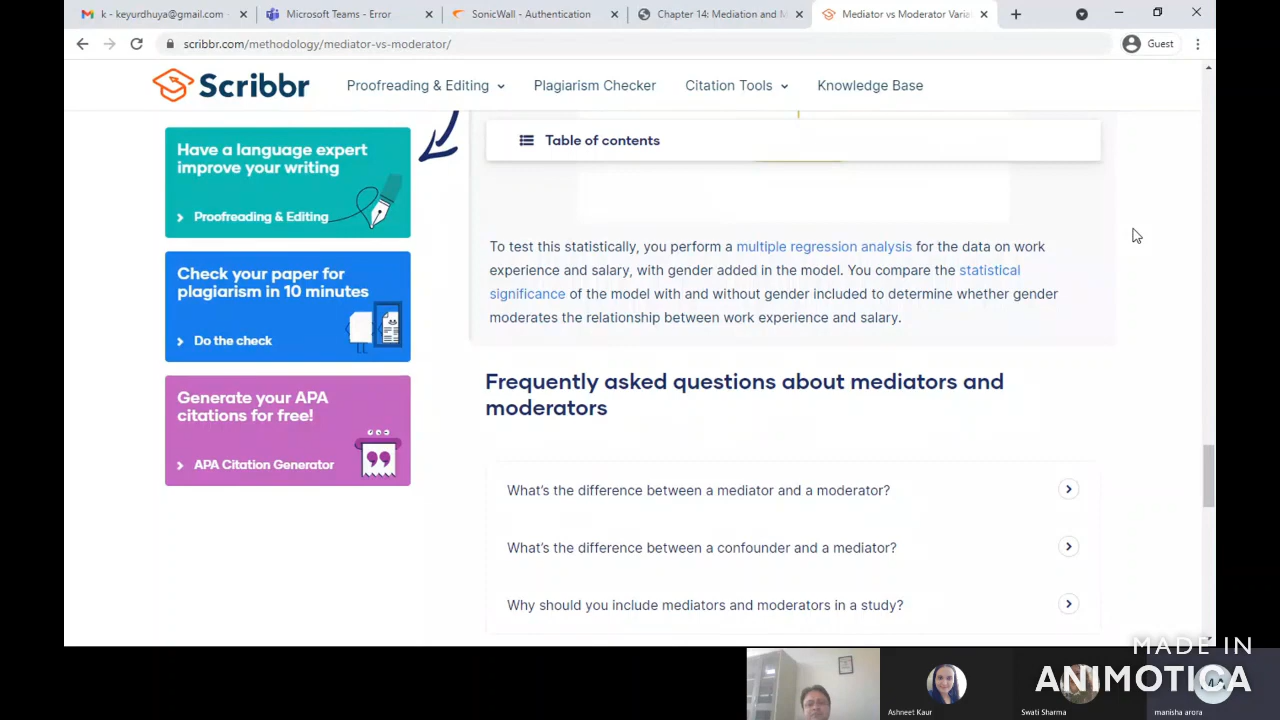 k - keyurdhuya@gmail.com -
Microsoft Teams - Error
SonicWall - Authentication
Chapter 14: Mediation and M
Mediator vs Moderator Varia
scribbr.com/methodology/mediator-vs-moderator/
Guest
Scribbr
Proofreading & Editing
Plagiarism Checker
Citation Tools
Knowledge Base
Have a language expert
improve your writing
Proofreading & Editing
Check your paper for
plagiarism in 10 minutes
Do the check
Generate your APA
citations for free!
APA Citation Generator
Table of contents
To test this statistically, you perform a multiple regression analysis for the data on work
experience and salary, with gender added in the model. You compare the statistical
significance of the model with and without gender included to determine whether gender
moderates the relationship between work experience and salary.
Frequently asked questions about mediators and
moderators
What's the difference between a mediator and a moderator?
What's the difference between a confounder and a mediator?
Why should you include mediators and moderators in a study?
MADE IN
ANIMOTICA
Ashneet Kaur
Swati Sharma
manisha arora